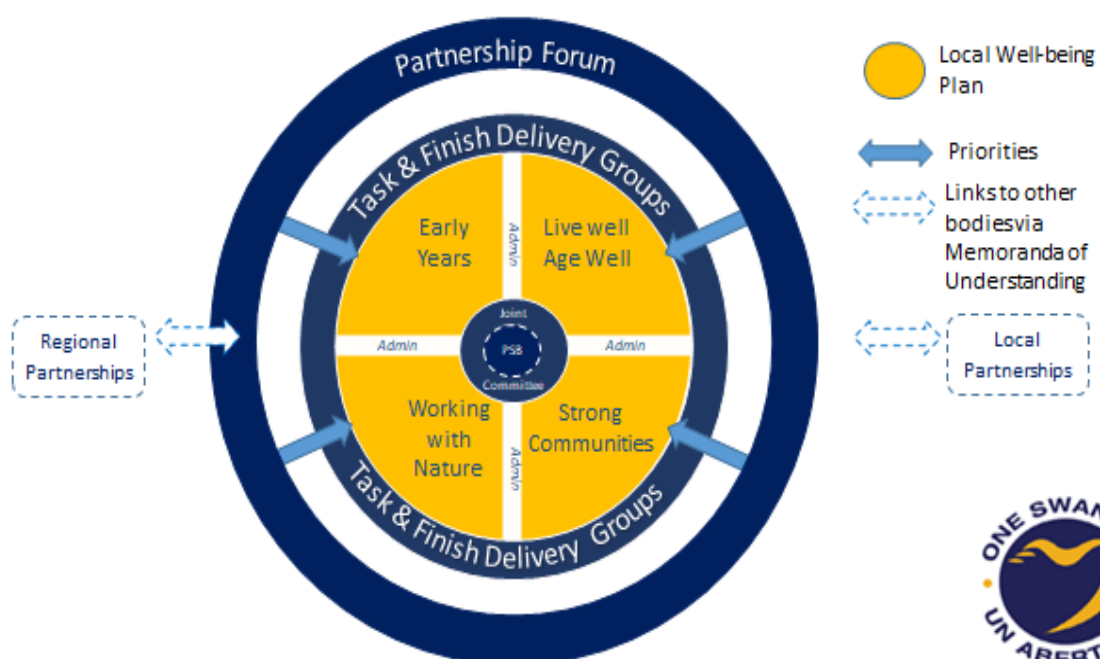 Partnership Forum
Task & Finish Delivery Groups
Early
Years
Admin
Live well
Age Well
Admin
Joint
PSB
Committee
Admin
Working
with
Nature
Admin
Strong
Communities
Task & Finish Delivery Groups
Regional
Partnerships
Local Well-being
Plan
Priorities
Links to other
bodiesvia
Memoranda of
Understanding
Local
Partnerships
ONE SWAN
UN ABERT